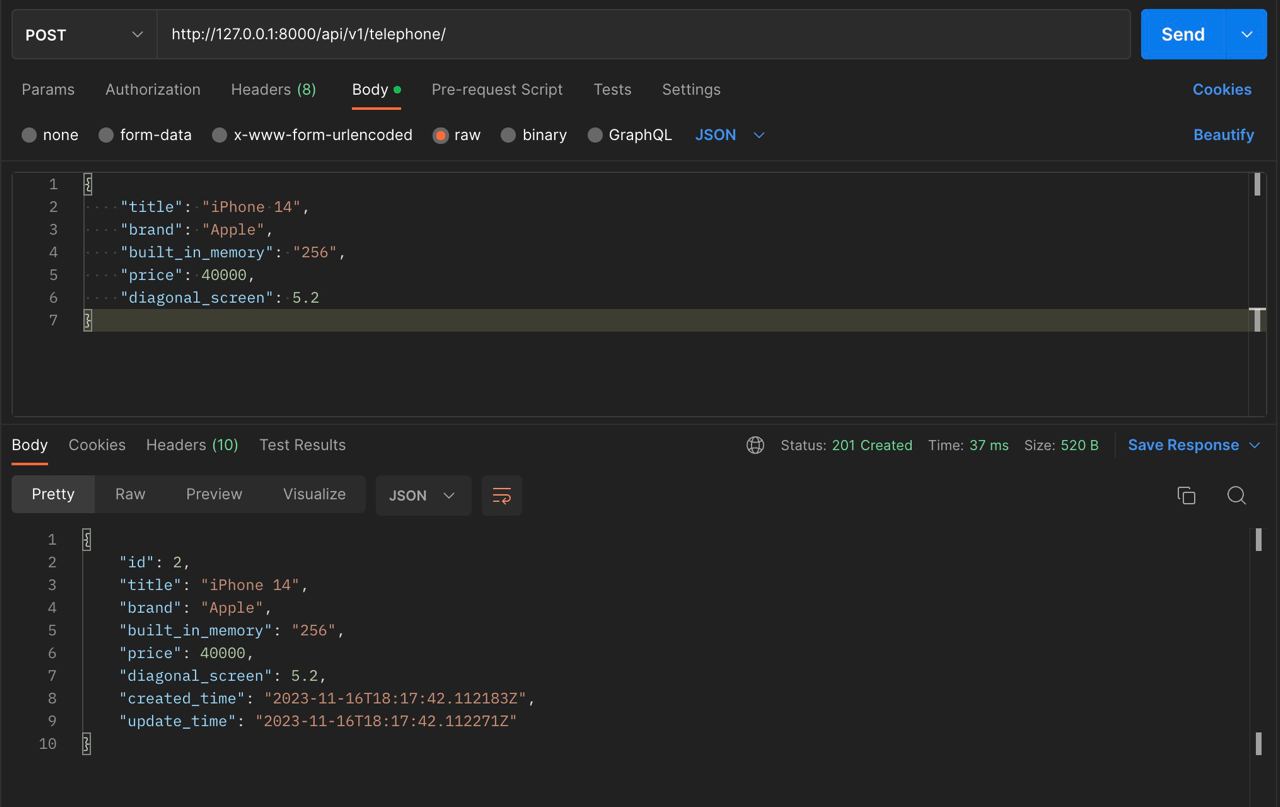 POST http://127.0.0.1:8000/api/v1/telephone/ Send
Params Authorization Headers (8) Body Pre-request Script Tests Settings Cookies
none form-data x-www-form-urlencoded raw binary GraphQL JSON Beautify
1 {
2 "title": "iPhone 14",
3 "brand": "Apple",
4 "built_in_memory": "256",
5 "price": 40000,
6 "diagonal_screen": 5.2
7 }
Body Cookies Headers (10) Test Results Status: 201 Created Time: 37 ms Size: 520 B Save Response
Pretty Raw Preview Visualize JSON
1 {
2 "id": 2,
3 "title": "iPhone 14",
4 "brand": "Apple",
5 "built_in_memory": "256",
6 "price": 40000,
7 "diagonal_screen": 5.2,
8 "created_time": "2023-11-16T18:17:42.112183Z",
9 "update_time": "2023-11-16T18:17:42.112271Z"
10 }